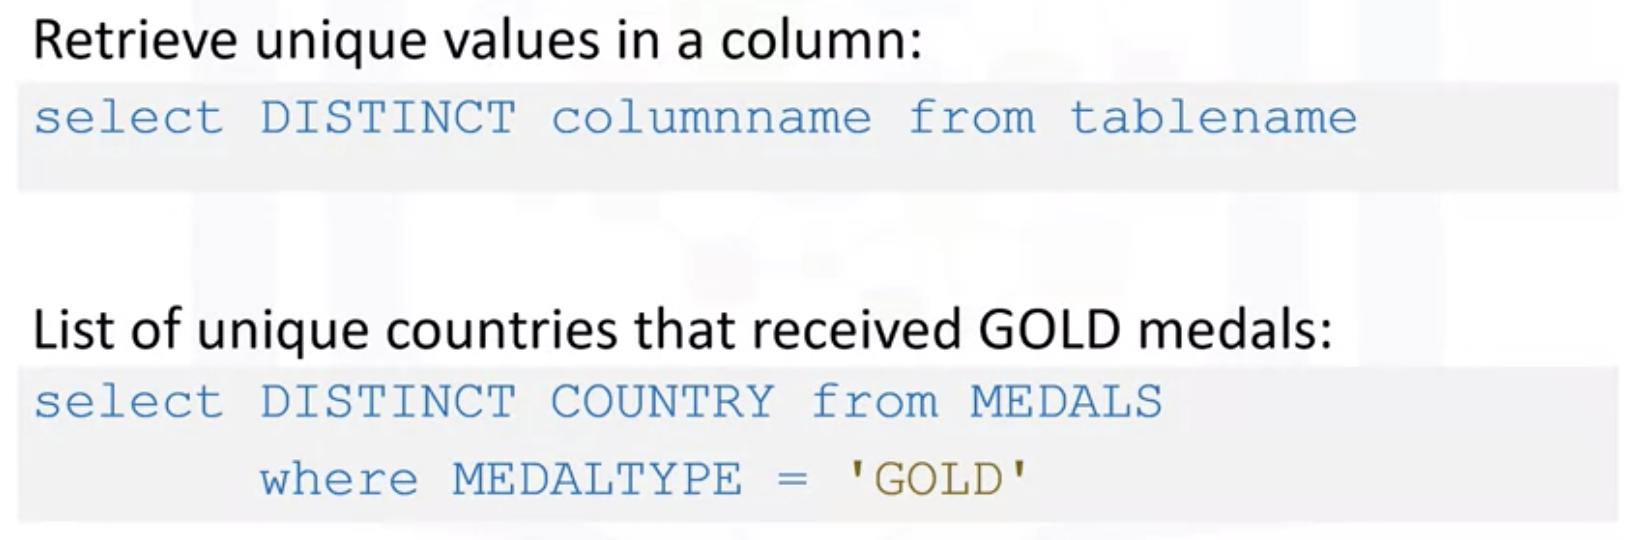 Retrieve unique values in a column:
select DISTINCT columnname from tablename
List of unique countries that received GOLD medals:
select DISTINCT COUNTRY from MEDALS
where MEDALTYPE = 'GOLD'